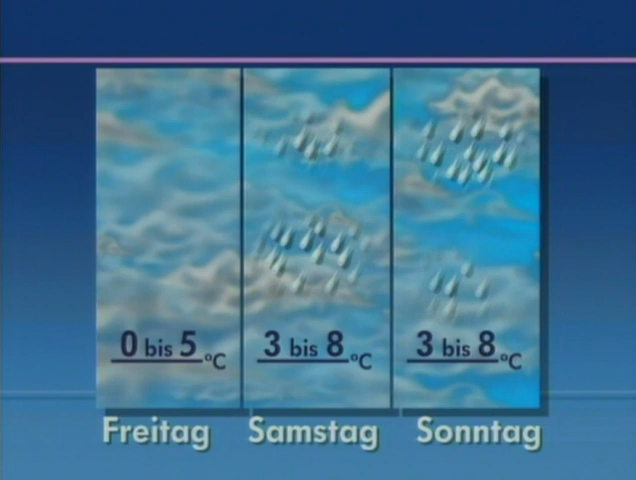 0 bis 5 °C
3 bis 8 °C
3 bis 8 °C
Freitag
Samstag
Sonntag